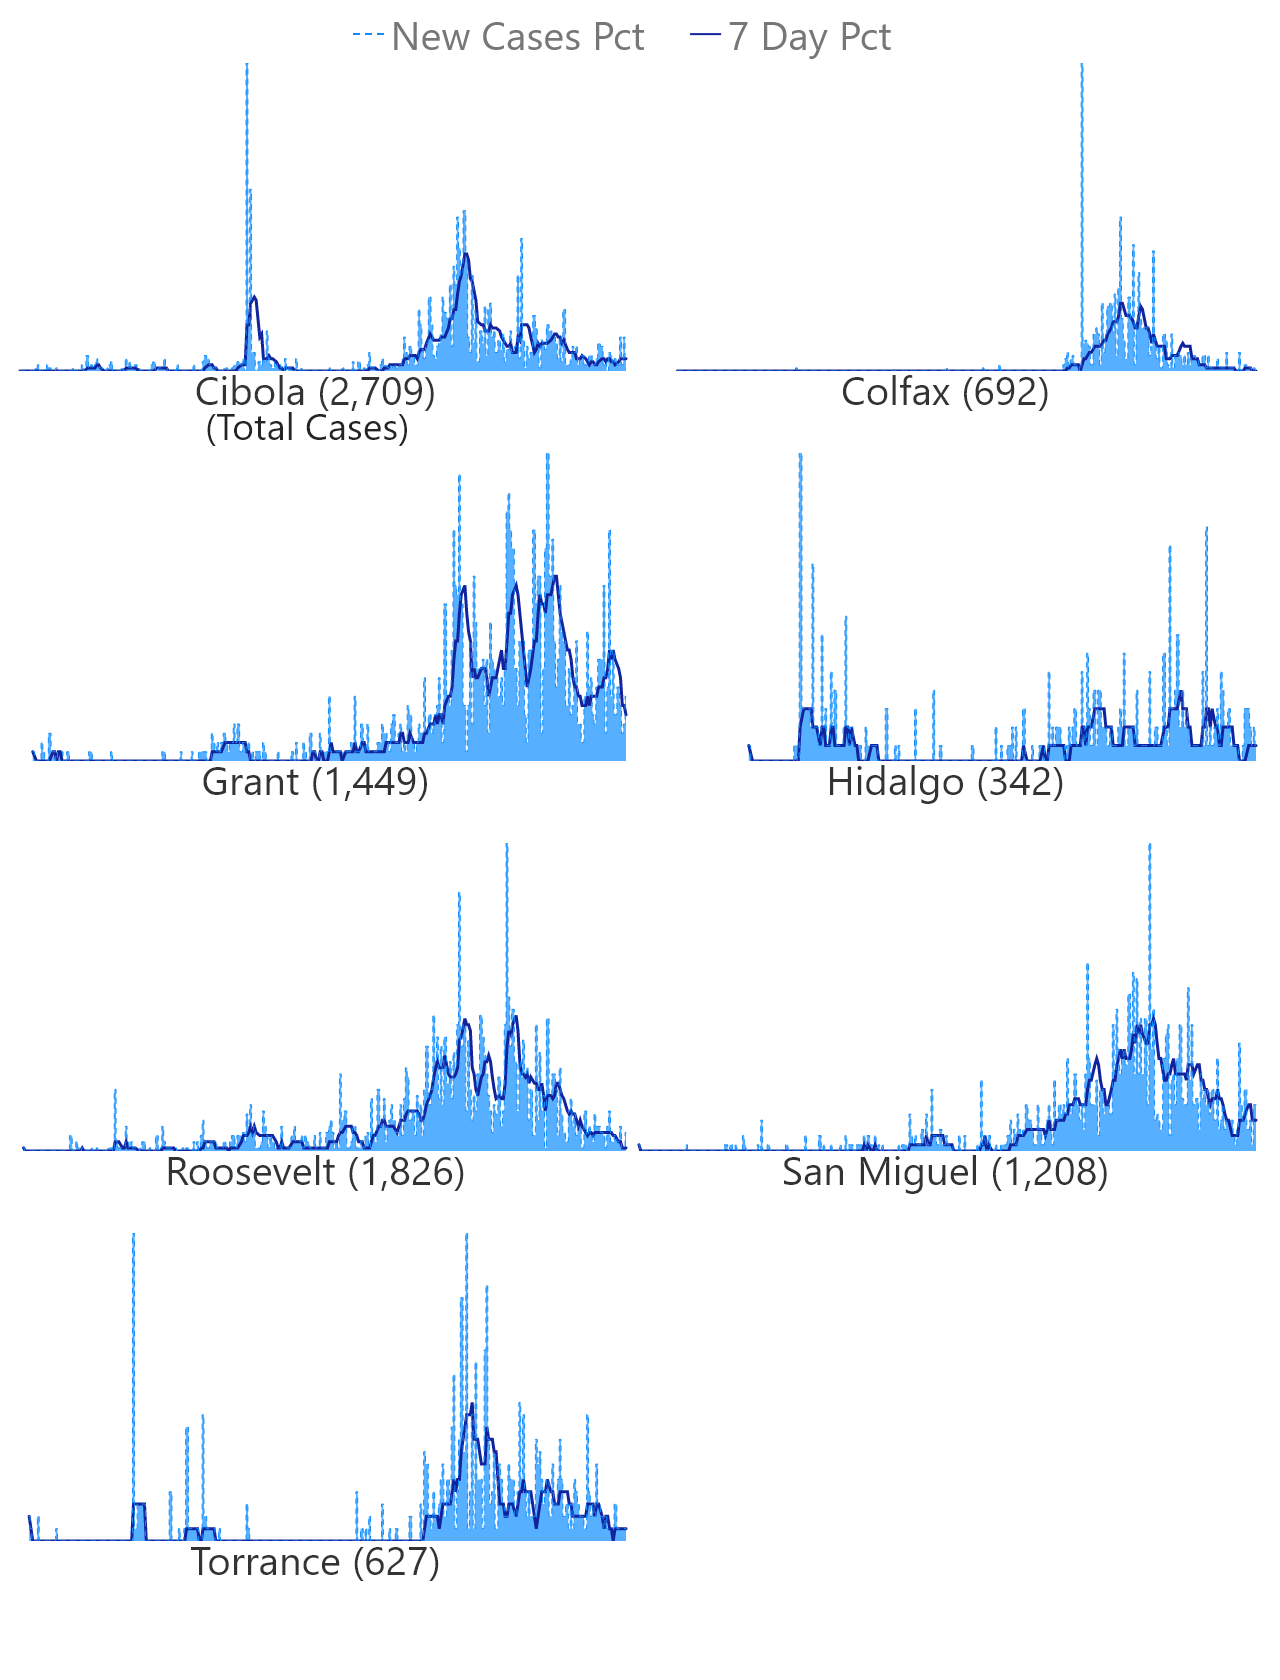 New Cases Pct 7 Day Pct
Cibola (2,709) Colfax (692)
(Total Cases)
Grant (1,449) Hidalgo (342)
Roosevelt (1,826) San Miguel (1,208)
Torrance (627)